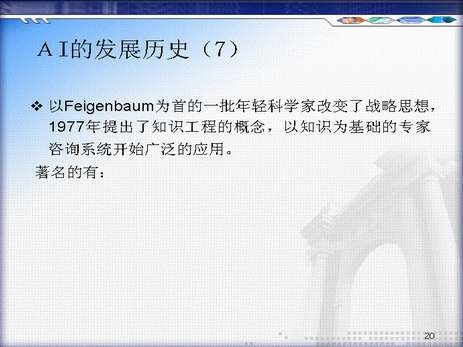 AI的发展历史（7）
❖ 以Feigenbaum为首的一批年轻科学家改变了战略思想，
1977年提出了知识工程的概念，以知识为基础的专家
咨询系统开始广泛的应用。
著名的有：
20